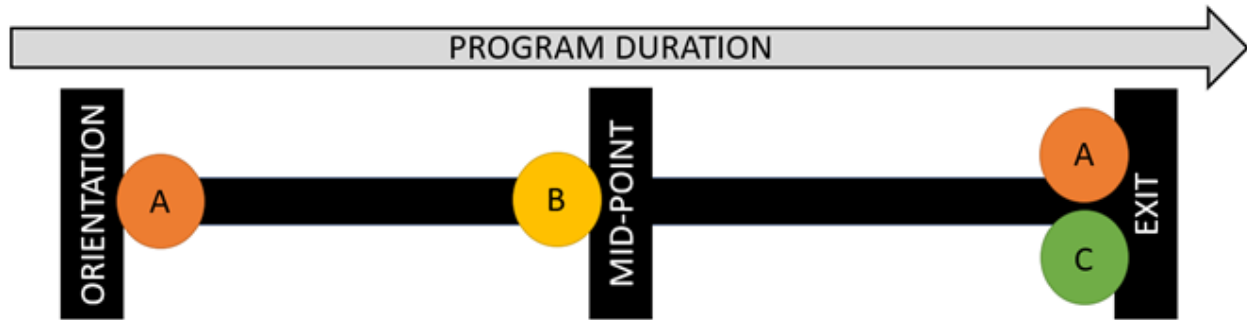 PROGRAM DURATION
ORIENTATION
A
B
MID-POINT
A
C
EXIT